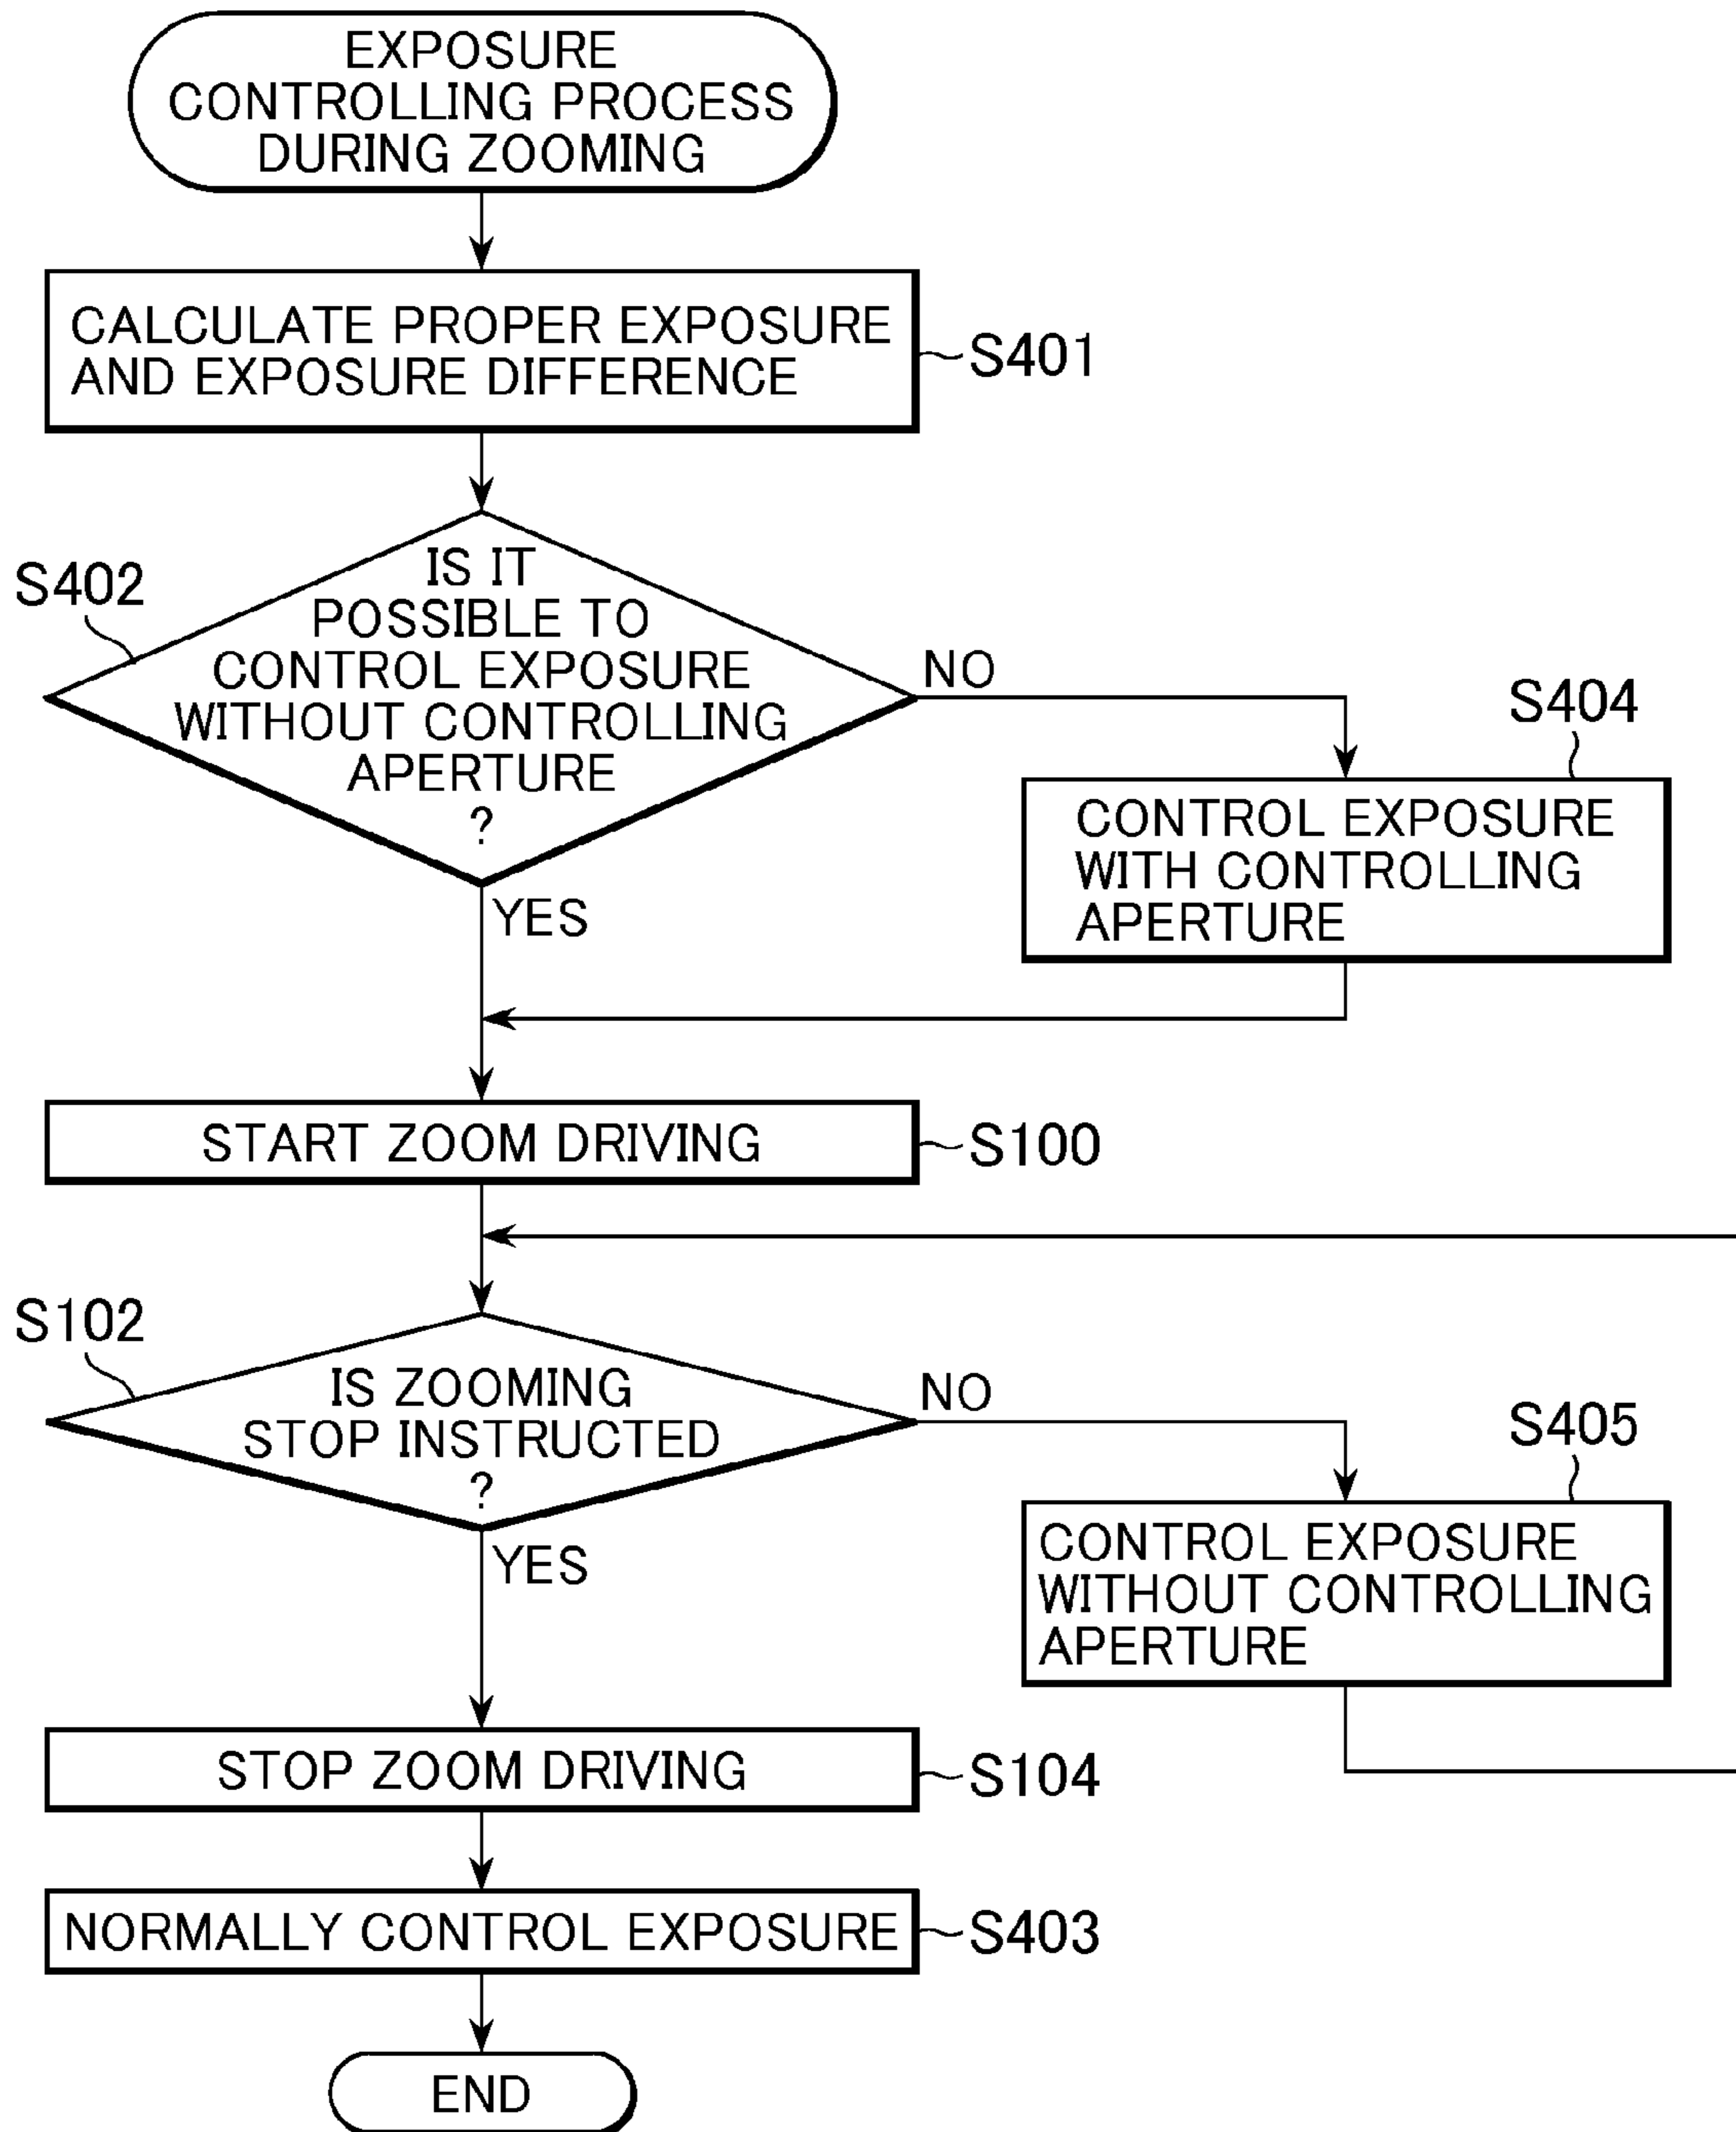 EXPOSURE
CONTROLLING PROCESS
DURING ZOOMING
CALCULATE PROPER EXPOSURE
AND EXPOSURE DIFFERENCE
S401
S402
IS IT
POSSIBLE TO
CONTROL EXPOSURE
WITHOUT CONTROLLING
APERTURE
?
NO
YES
S404
CONTROL EXPOSURE
WITH CONTROLLING
APERTURE
START ZOOM DRIVING
S100
S102
IS ZOOMING
STOP INSTRUCTED
?
NO
YES
S405
CONTROL EXPOSURE
WITHOUT CONTROLLING
APERTURE
STOP ZOOM DRIVING
S104
NORMALLY CONTROL EXPOSURE
S403
END